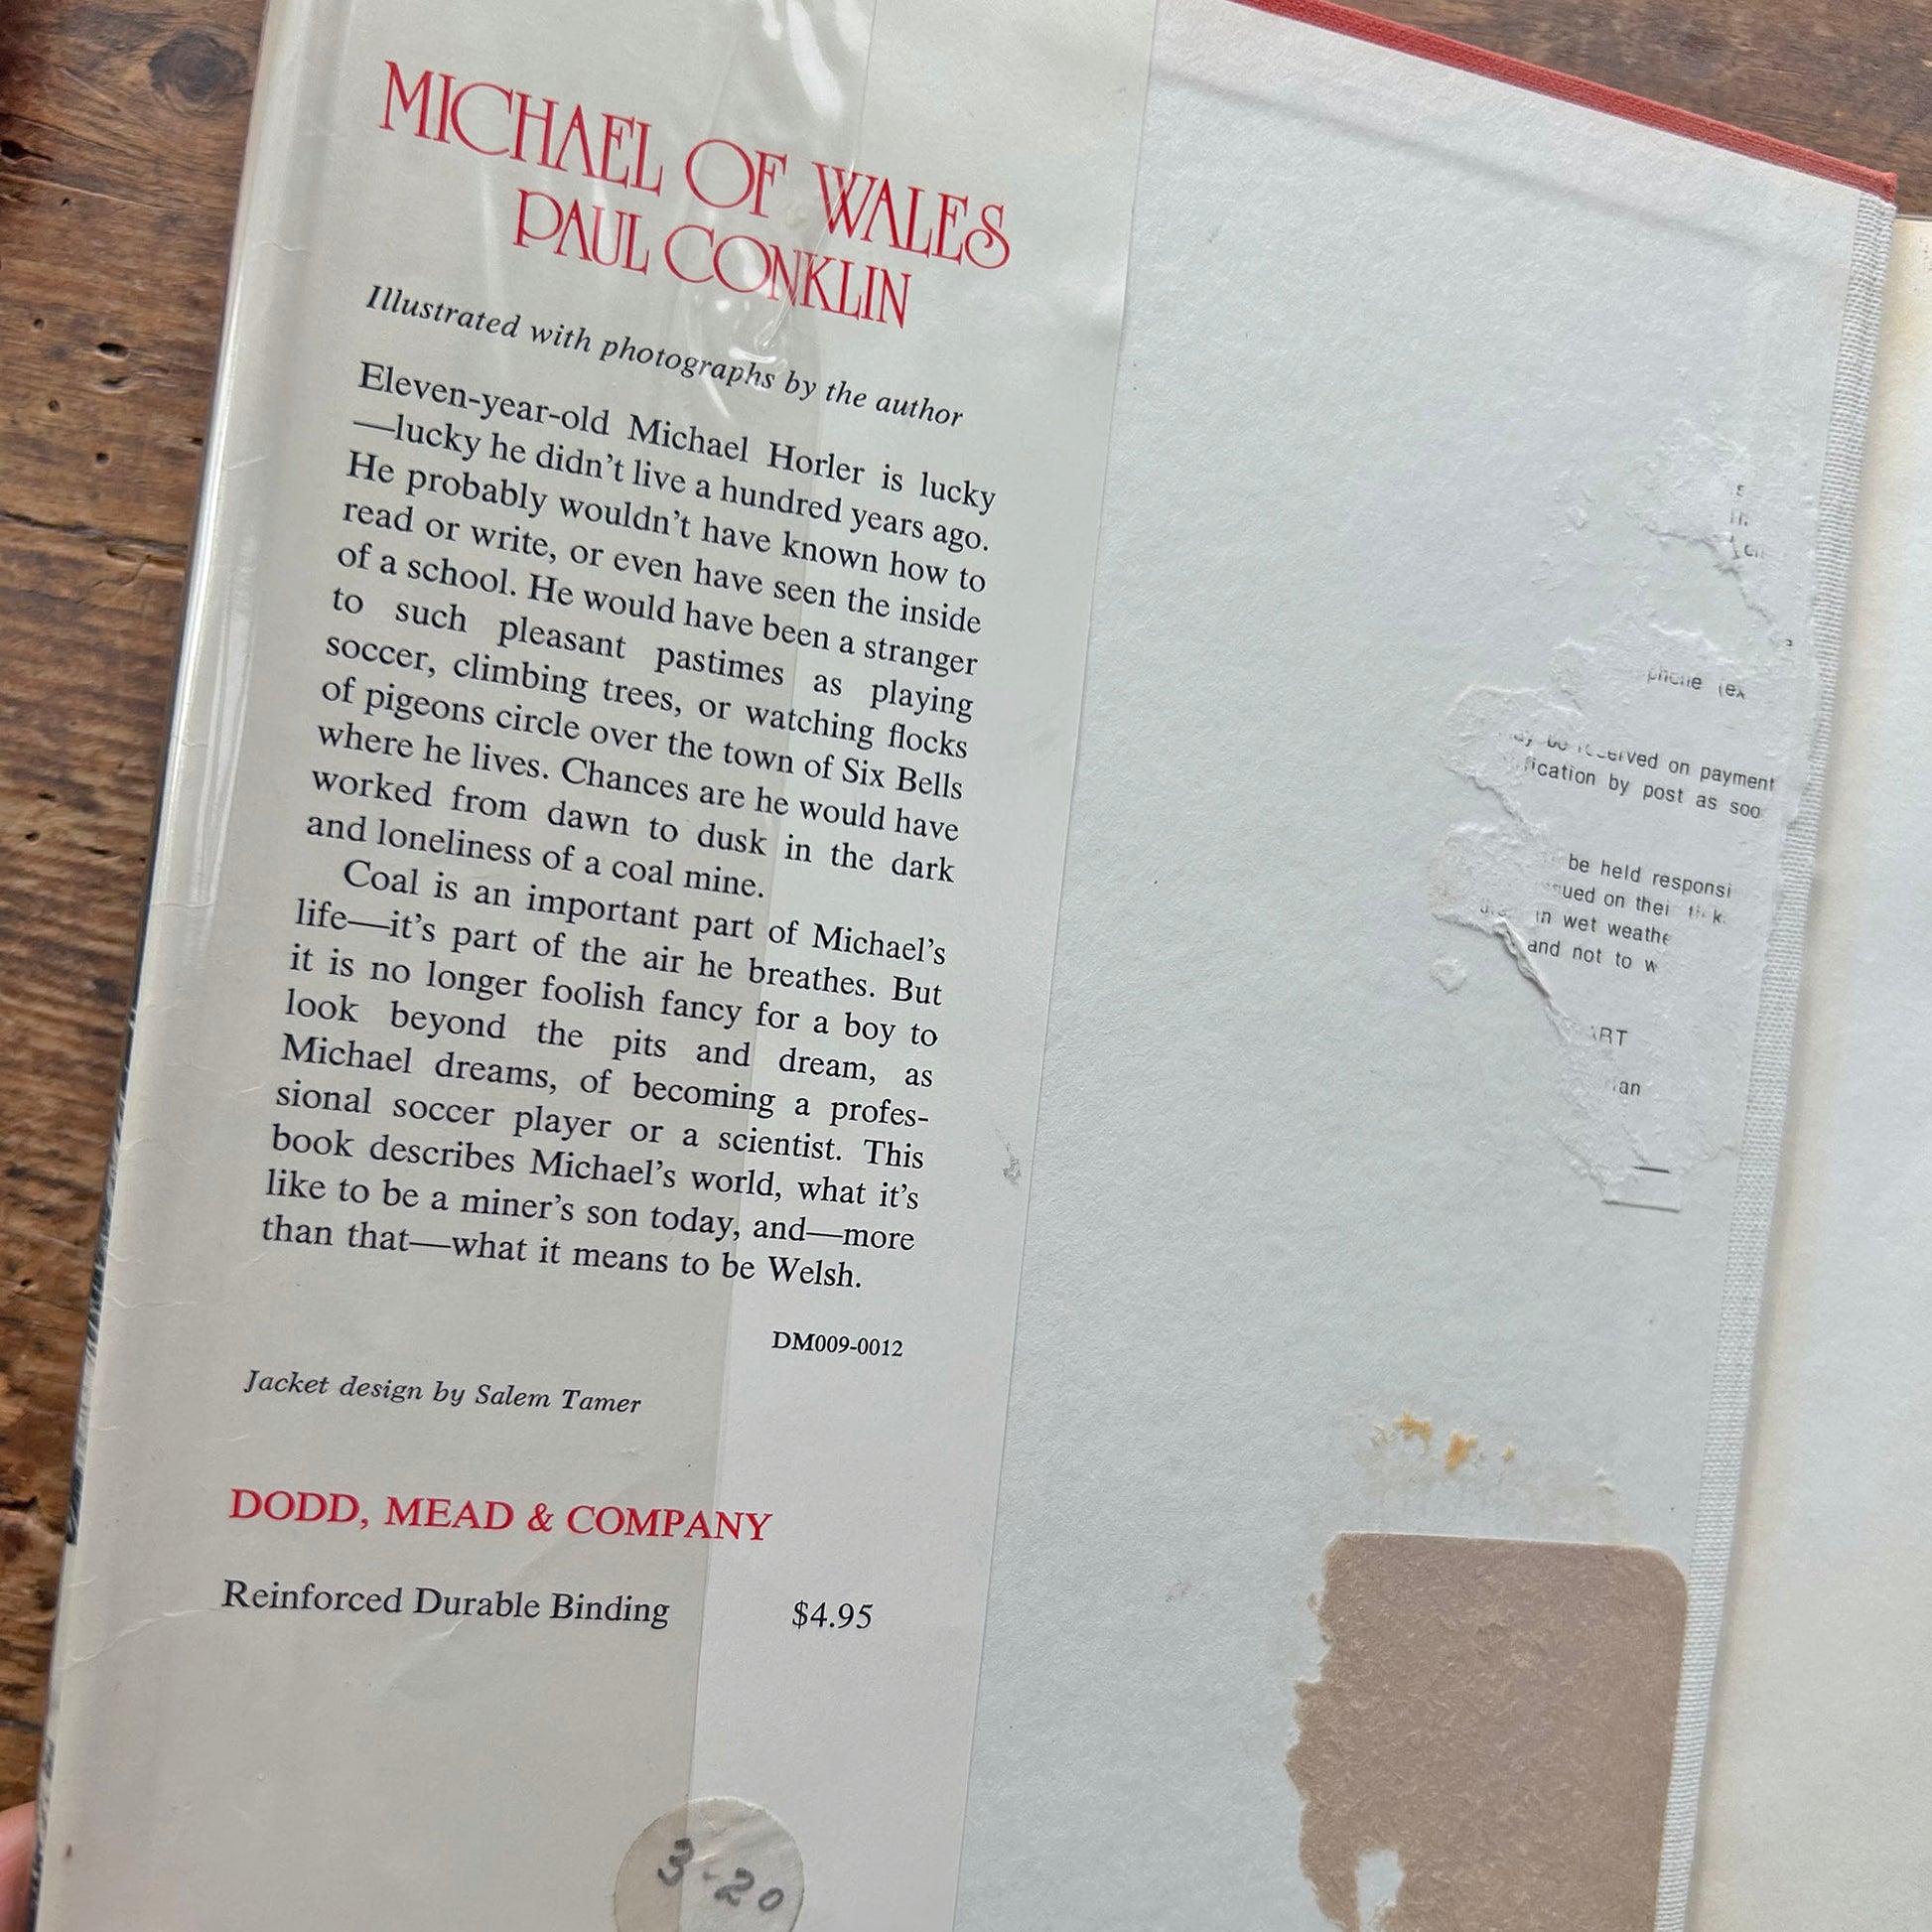 MICHAEL OF WALES
PAUL CONKLIN
Illustrated with photographs by the author
Eleven-year-old Michael Horler is lucky
—lucky he didn't live a hundred years ago.
He probably wouldn't have known how to
read or write, or even have seen the inside
of a school. He would have been a stranger
to such pleasant pastimes as playing
soccer, climbing trees, or watching flocks
of pigeons circle over the town of Six Bells
where he lives. Chances are he would have
worked from dawn to dusk in the dark
and loneliness of a coal mine.
Coal is an important part of Michael's
life—it's part of the air he breathes. But
it is no longer foolish fancy for a boy to
look beyond the pits and dream, as
Michael dreams, of becoming a profes-
sional soccer player or a scientist. This
book describes Michael's world, what it's
like to be a miner's son today, and—more
than that—what it means to be Welsh.
DM009-0012
Jacket design by Salem Tamer
DODD, MEAD & COMPANY
Reinforced Durable Binding $4.95
3-20
phone (ex
served on payment
fication by post as soo
be held responsi
ued on their
in wet weathe
and not to w
ART
an